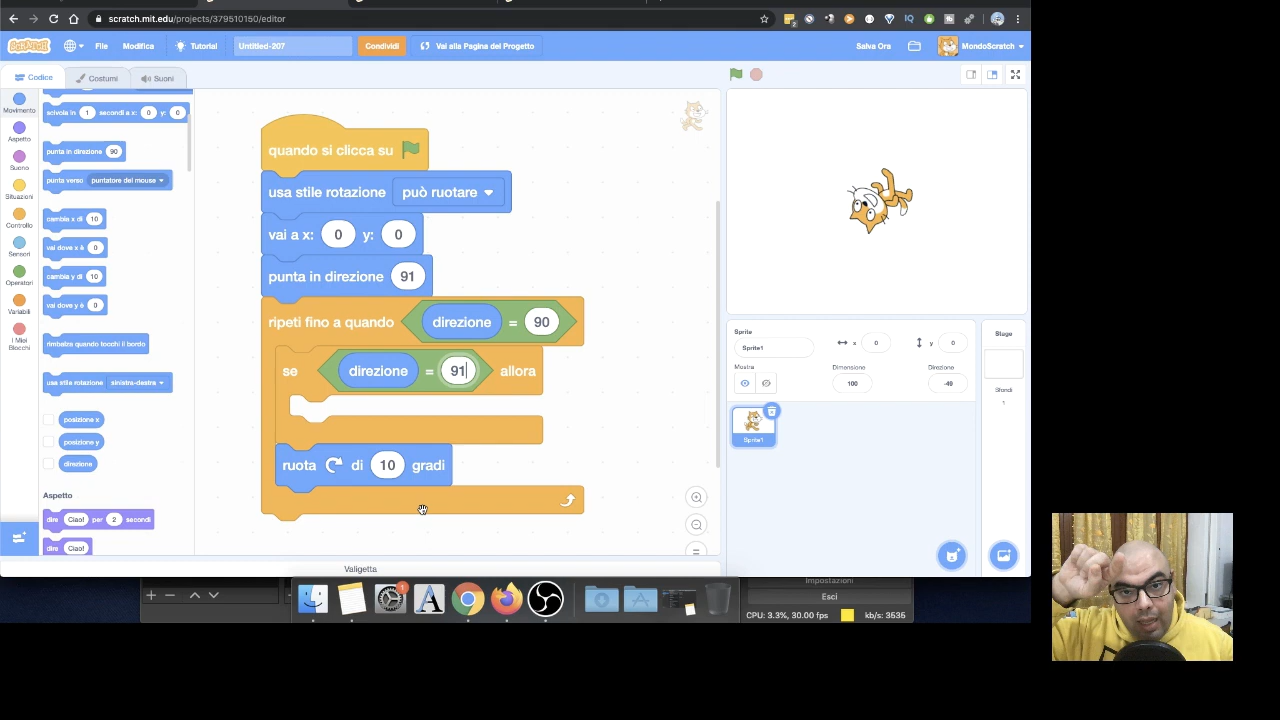 scratch.mit.edu/projects/379510150/editor
SCRATCH
File
Modifica
Tutorial
Untitled-207
Condividi
Vai alla Pagina del Progetto
Salva Ora
MondoScratch
Codice
Costumi
Suoni
Movimento
Aspetto
Suono
Situazioni
Controllo
Sensori
Operatori
Variabili
I Miei
Blocchi
scivola in 1 secondi a x: 0 y: 0
punta in direzione 90
punta verso puntatore del mouse
cambia x di 10
vai dove x è 0
cambia y di 10
vai dove y è 0
rimbalza quando tocchi il bordo
usa stile rotazione sinistra-destra
posizione x
posizione y
direzione
Aspetto
dire Ciao! per 2 secondi
dire Ciao!
quando si clicca su
usa stile rotazione può ruotare
vai a x: 0 y: 0
punta in direzione 91
ripeti fino a quando direzione = 90
se direzione = 91 allora
ruota di 10 gradi
Valigetta
Sprite
Sprite1
x 0
y 0
Mostra
Dimensione
100
Direzione
-49
Sprite1
Stage
Sfondi
1
Impostazioni
Esci
CPU: 3.3%, 30.00 fps
kb/s: 3535